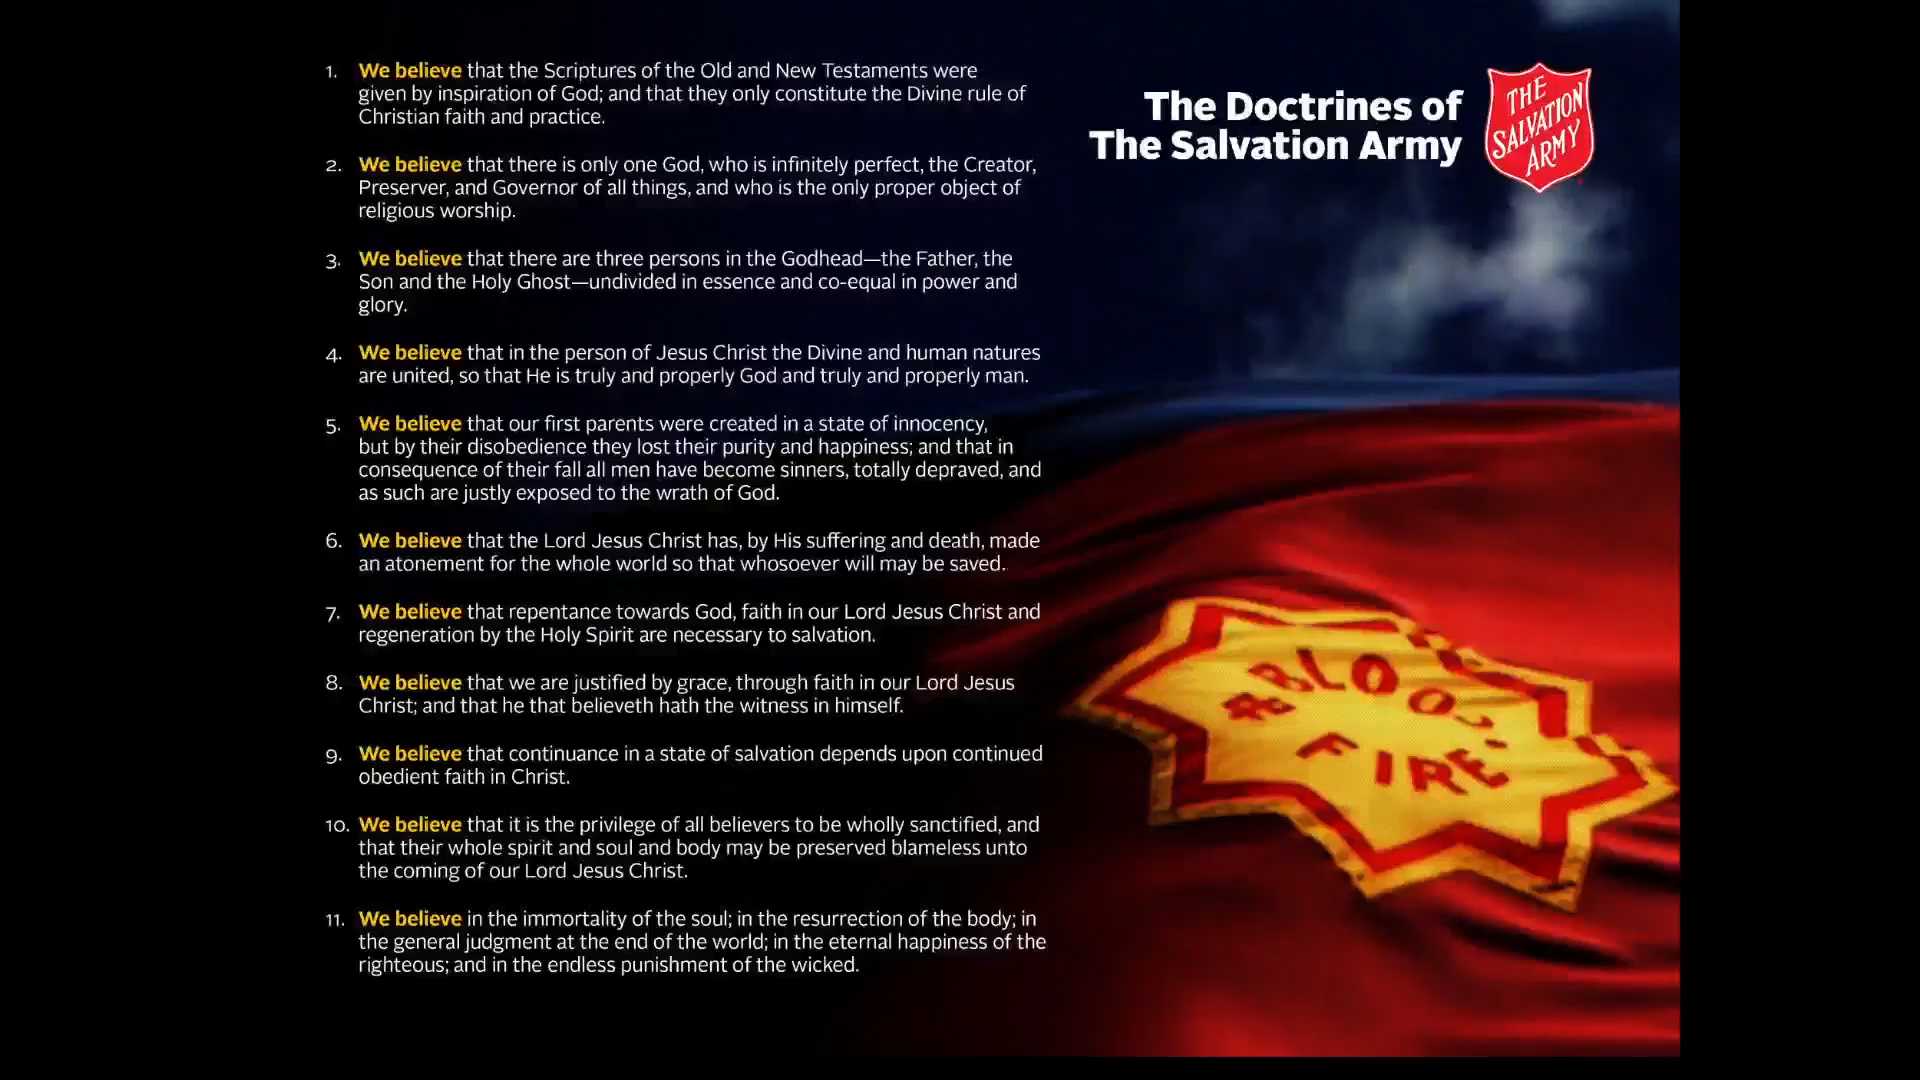 1. We believe that the Scriptures of the Old and New Testaments were
given by inspiration of God; and that they only constitute the Divine rule of
Christian faith and practice.
2. We believe that there is only one God, who is infinitely perfect, the Creator,
Preserver, and Governor of all things, and who is the only proper object of
religious worship.
3. We believe that there are three persons in the Godhead—the Father, the
Son and the Holy Ghost—undivided in essence and co-equal in power and
glory.
4. We believe that in the person of Jesus Christ the Divine and human natures
are united, so that He is truly and properly God and truly and properly man.
5. We believe that our first parents were created in a state of innocency,
but by their disobedience they lost their purity and happiness; and that in
consequence of their fall all men have become sinners, totally depraved, and
as such are justly exposed to the wrath of God.
6. We believe that the Lord Jesus Christ has, by His suffering and death, made
an atonement for the whole world so that whosoever will may be saved.
7. We believe that repentance towards God, faith in our Lord Jesus Christ and
regeneration by the Holy Spirit are necessary to salvation.
8. We believe that we are justified by grace, through faith in our Lord Jesus
Christ; and that he that believeth hath the witness in himself.
9. We believe that continuance in a state of salvation depends upon continued
obedient faith in Christ.
10. We believe that it is the privilege of all believers to be wholly sanctified, and
that their whole spirit and soul and body may be preserved blameless unto
the coming of our Lord Jesus Christ.
11. We believe in the immortality of the soul; in the resurrection of the body; in
the general judgment at the end of the world; in the eternal happiness of the
righteous; and in the endless punishment of the wicked.
The Doctrines of
The Salvation Army
THE
SALVATION
ARMY
BLOOD
&
FIRE